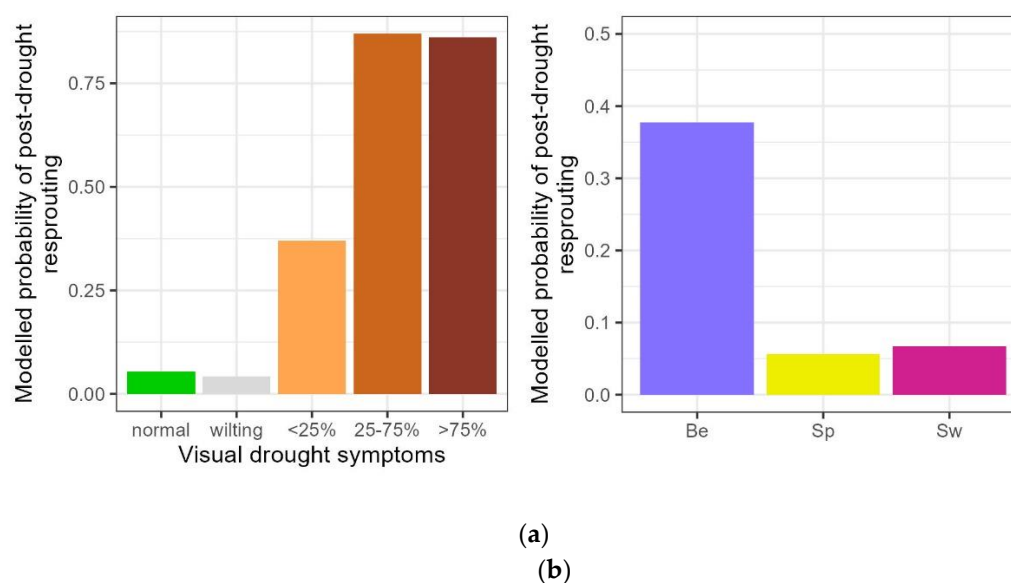 Modelled probability of post-drought
resprouting
0.75
0.50
0.25
0.00
normal wilting <25% 25-75% >75%
Visual drought symptoms
Modelled probability of post-drought
resprouting
0.5
0.4
0.3
0.2
0.1
0.0
Be Sp Sw
(a)
(b)